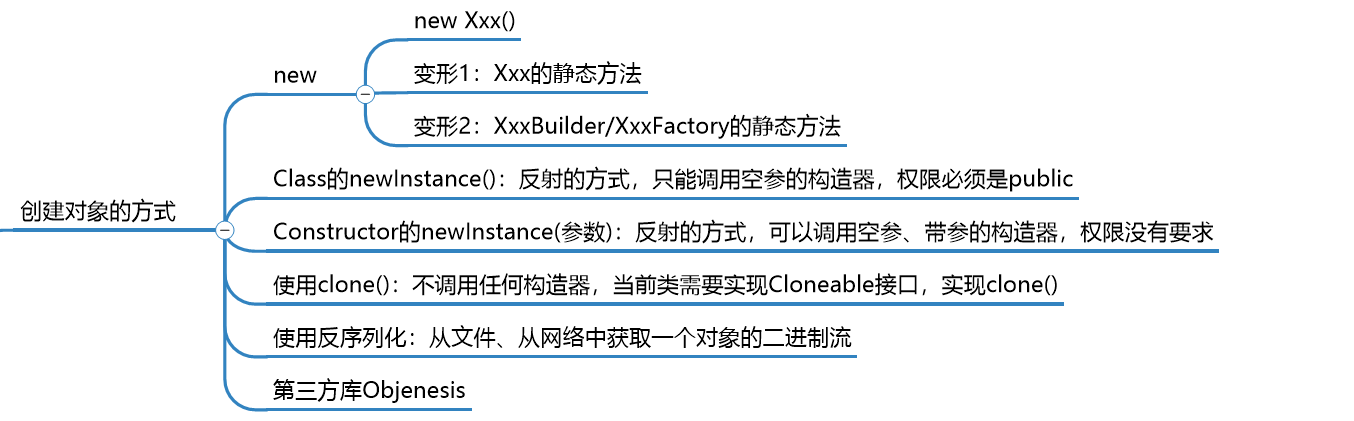 创建对象的方式
new
new Xxx()
变形1：Xxx的静态方法
变形2：XxxBuilder/XxxFactory的静态方法
Class的newInstance()：反射的方式，只能调用空参的构造器，权限必须是public
Constructor的newInstance(参数)：反射的方式，可以调用空参、带参的构造器，权限没有要求
使用clone()：不调用任何构造器，当前类需要实现Cloneable接口，实现clone()
使用反序列化：从文件、从网络中获取一个对象的二进制流
第三方库Objenesis